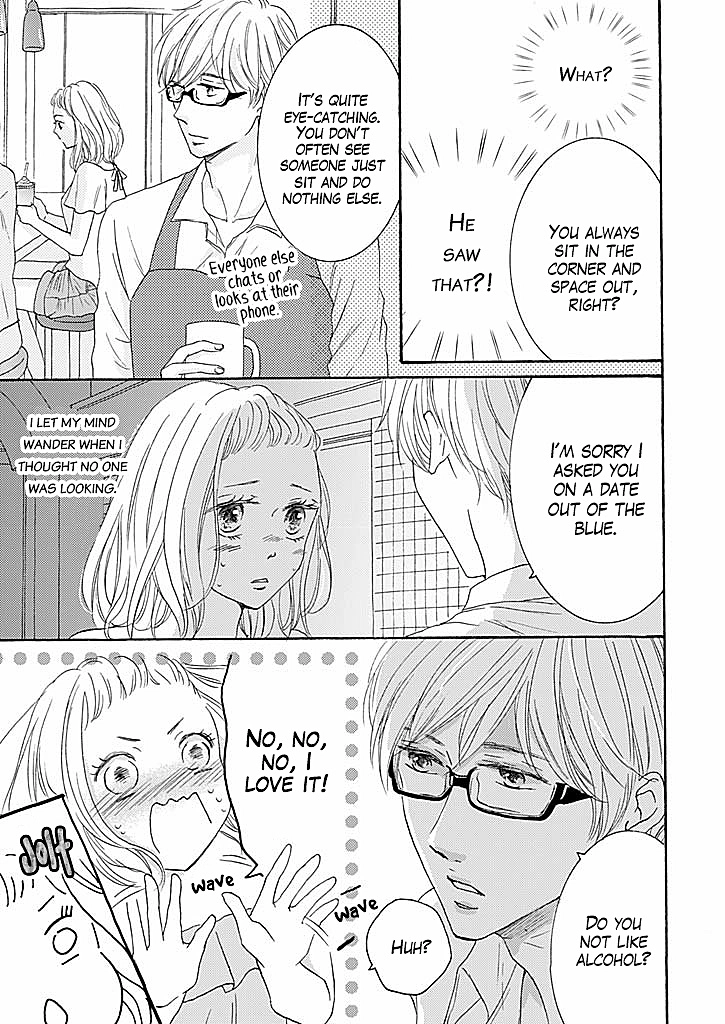 WHAT?
YOU ALWAYS
SIT IN THE
CORNER AND
SPACE OUT,
RIGHT?
HE
SAW
THAT?!
IT'S QUITE
EYE-CATCHING.
YOU DON'T
OFTEN SEE
SOMEONE JUST
SIT AND DO
NOTHING ELSE.
Everyone else
chats or
looks at their
phone.
I'M SORRY I
ASKED YOU
ON A DATE
OUT OF THE
BLUE.
I LET MY MIND
WANDER WHEN I
THOUGHT NO ONE
WAS LOOKING.
DO YOU
NOT LIKE
ALCOHOL?
HUH?
NO, NO,
NO, I
LOVE IT!
wave
wave
Jolt